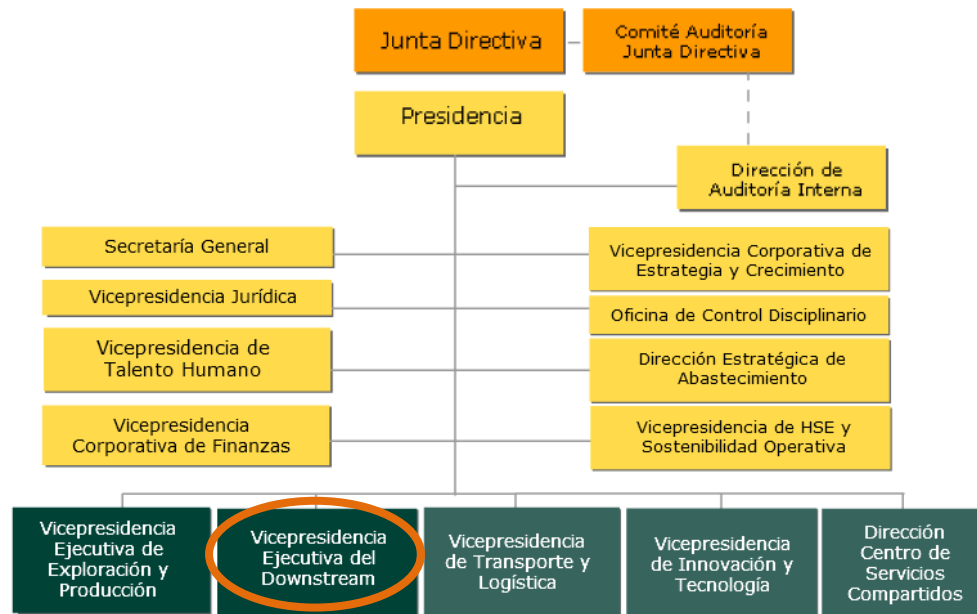 Junta Directiva
Comité Auditoría
Junta Directiva
Presidencia
Dirección de
Auditoría Interna
Secretaría General
Vicepresidencia Corporativa de
Estrategia y Crecimiento
Vicepresidencia Jurídica
Oficina de Control Disciplinario
Vicepresidencia de
Talento Humano
Dirección Estratégica de
Abastecimiento
Vicepresidencia
Corporativa de Finanzas
Vicepresidencia de HSE y
Sostenibilidad Operativa
Vicepresidencia
Ejecutiva de
Exploración y
Producción
Vicepresidencia
Ejecutiva del
Downstream
Vicepresidencia
de Transporte y
Logística
Vicepresidencia
de Innovación y
Tecnología
Dirección
Centro de
Servicios
Compartidos